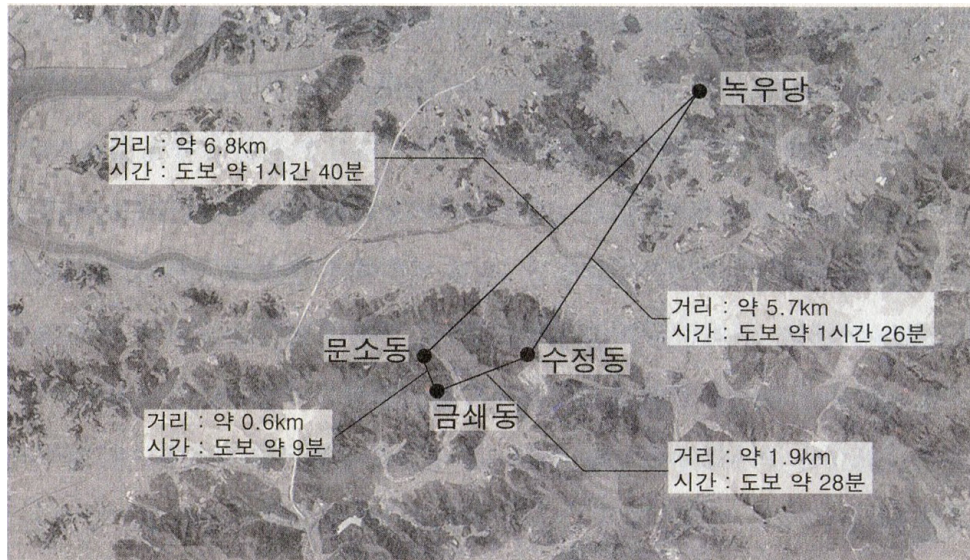 녹우당
거리 : 약 6.8km
시간 : 도보 약 1시간 40분
거리 : 약 5.7km
시간 : 도보 약 1시간 26분
문소동
수정동
금쇄동
거리 : 약 0.6km
시간 : 도보 약 9분
거리 : 약 1.9km
시간 : 도보 약 28분